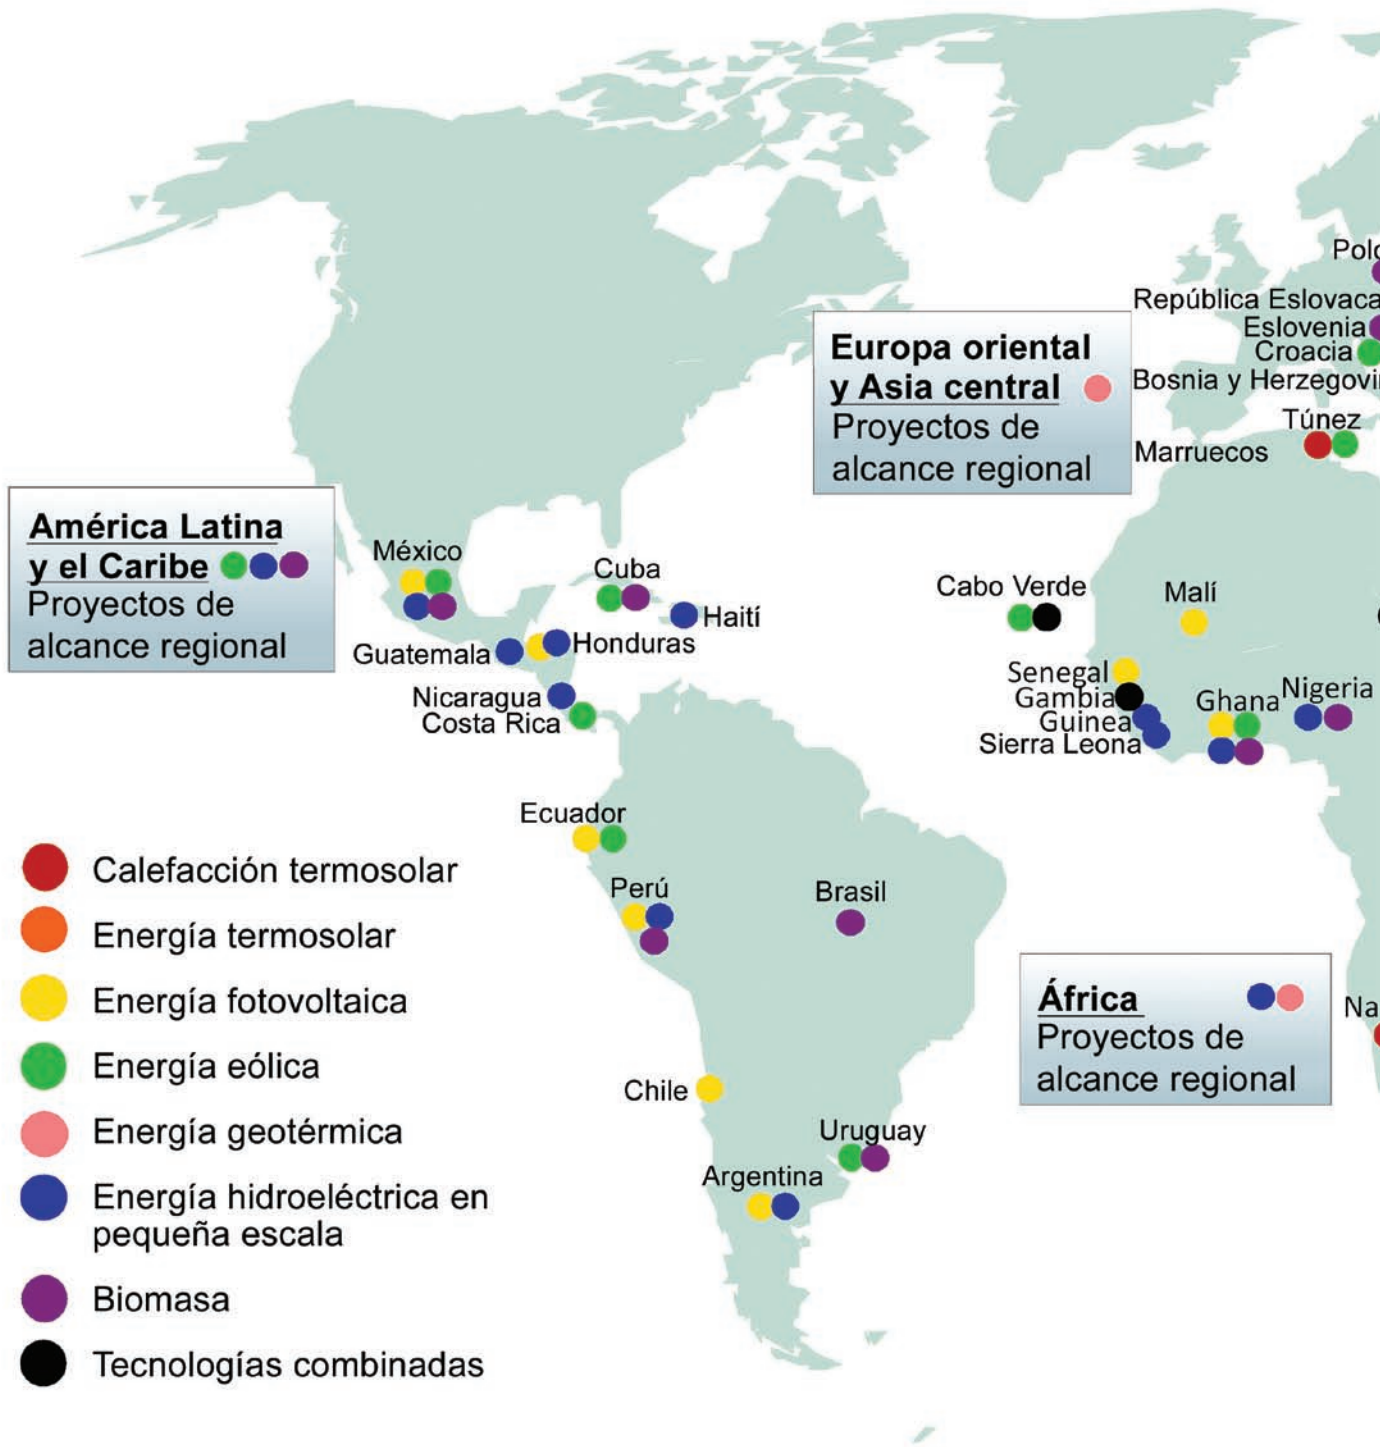 Polo
República Eslovaca
Eslovenia
Croacia
Bosnia y Herzegovi
Europa oriental
y Asia central
Proyectos de
alcance regional
Túnez
Marruecos
América Latina
y el Caribe
Proyectos de
alcance regional
México
Cuba
Haití
Guatemala
Honduras
Nicaragua
Costa Rica
Cabo Verde
Malí
Senegal
Gambia
Guinea
Sierra Leona
Ghana
Nigeria
Ecuador
Perú
Brasil
Chile
Uruguay
Argentina
África
Proyectos de
alcance regional
Na
Calefacción termosolar
Energía termosolar
Energía fotovoltaica
Energía eólica
Energía geotérmica
Energía hidroeléctrica en
pequeña escala
Biomasa
Tecnologías combinadas